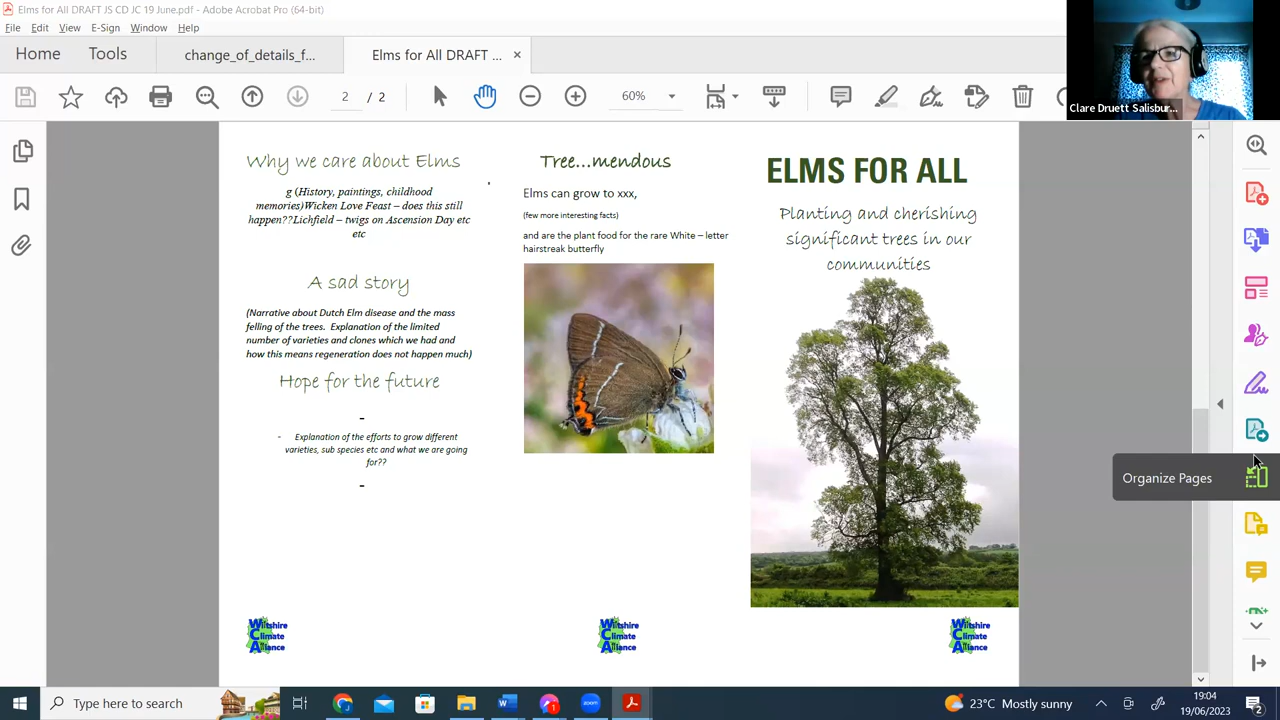 Elms for All DRAFT JS CD JC 19 June.pdf - Adobe Acrobat Pro (64-bit)
File Edit View E-Sign Window Help
Home Tools change_of_details_f... Elms for All DRAFT ... ×
2 / 2 60%
Clare Druett Salisbur...
Why we care about Elms
g (History, paintings, childhood
memories)Wicken Love Feast – does this still
happen??Lichfield – twigs on Ascension Day etc
etc
A sad story
(Narrative about Dutch Elm disease and the mass
felling of the trees. Explanation of the limited
number of varieties and clones which we had and
how this means regeneration does not happen much)
Hope for the future
-
- Explanation of the efforts to grow different
varieties, sub species etc and what we are going
for??
-
Wiltshire
Climate
Alliance
Tree...mendous
Elms can grow to xxx,
(few more interesting facts)
and are the plant food for the rare White – letter
hairstreak butterfly
Wiltshire
Climate
Alliance
ELMS FOR ALL
Planting and cherishing
significant trees in our
communities
Wiltshire
Climate
Alliance
Organize Pages
Type here to search
zoom
1
23°C Mostly sunny
19:04
19/06/2023
2